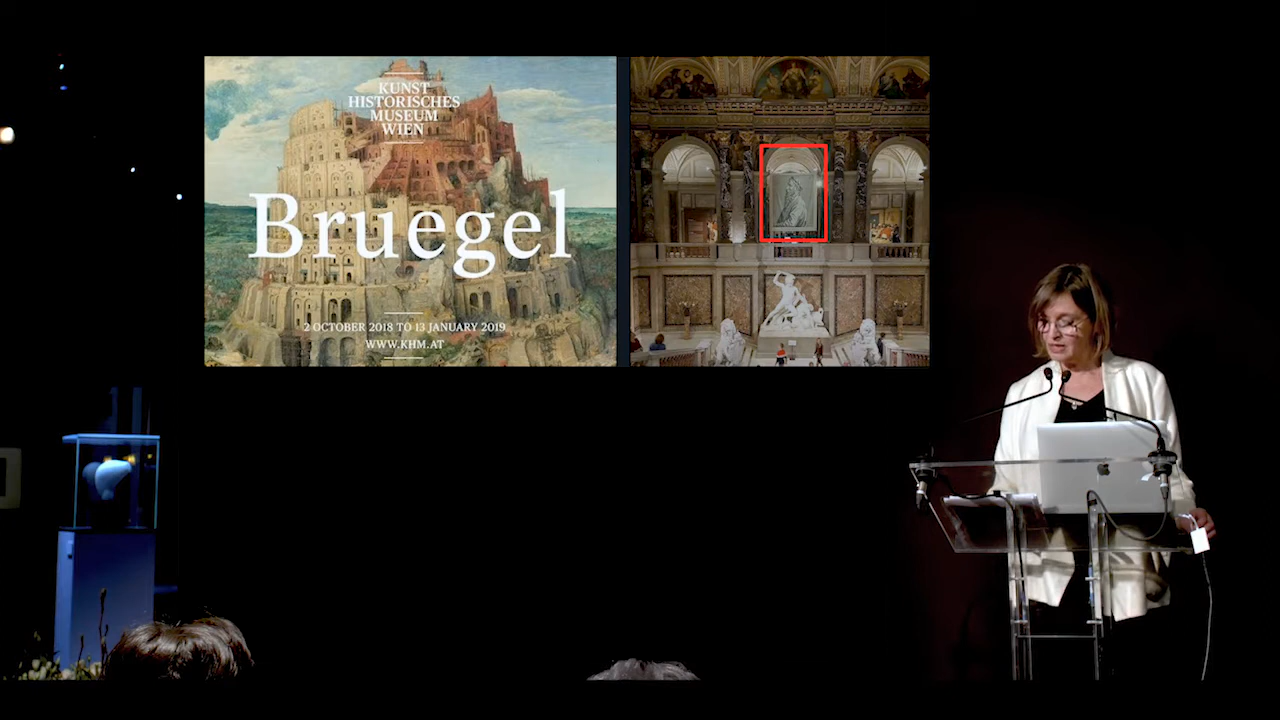 KUNST
HISTORISCHES
MUSEUM
WIEN
Bruegel
2 OCTOBER 2018 TO 13 JANUARY 2019
WWW.KHM.AT